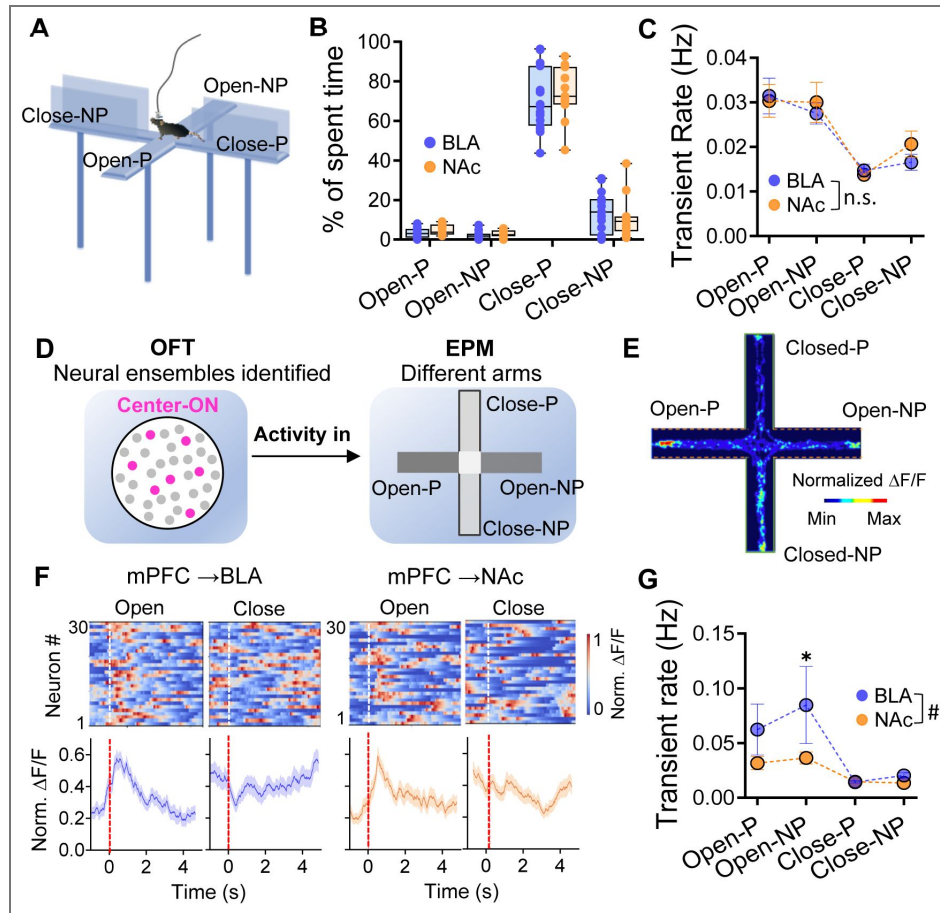 A
Open-NP
Close-NP
Close-P
Open-P
B
% of spent time
100
80
60
40
20
0
BLA
NAc
Open-P
Open-NP
Close-P
Close-NP
C
Transient Rate (Hz)
0.04
0.03
0.02
0.01
0.00
BLA
NAc
n.s.
Open-P
Open-NP
Close-P
Close-NP
D
OFT
Neural ensembles identified
Center-ON
Activity in
EPM
Different arms
Close-P
Open-P
Open-NP
Close-NP
E
Closed-P
Open-P
Open-NP
Normalized ΔF/F
Min
Max
Closed-NP
F
mPFC →BLA
mPFC →NAc
Open
Close
Open
Close
Neuron #
30
1
30
1
1
0
Norm. ΔF/F
Norm. ΔF/F
0.6
0.4
0.2
0.0
0 2 4
0 2 4
0 2 4
0 2 4
Time (s)
Time (s)
G
Transient rate (Hz)
0.15
0.10
0.05
0.00
*
BLA
NAc
#
Open-P
Open-NP
Close-P
Close-NP